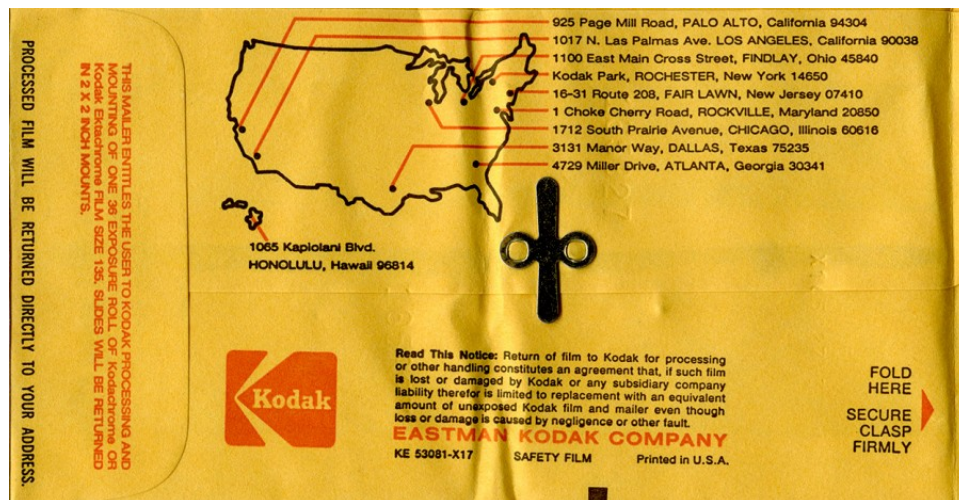 925 Page Mill Road, PALO ALTO, California 94304
1017 N. Las Palmas Ave. LOS ANGELES, California 90038
1100 East Main Cross Street, FINDLAY, Ohio 45840
Kodak Park, ROCHESTER, New York 14650
16-31 Route 208, FAIR LAWN, New Jersey 07410
1 Choke Cherry Road, ROCKVILLE, Maryland 20850
1712 South Prairie Avenue, CHICAGO, Illinois 60616
3131 Manor Way, DALLAS, Texas 75235
4729 Miller Drive, ATLANTA, Georgia 30341
1065 Kapiolani Blvd.
HONOLULU, Hawaii 96814
THIS MAILER ENTITLES THE USER TO KODAK PROCESSING AND
MOUNTING OF ONE 36 EXPOSURE ROLL OF Kodachrome OR
Kodak Ektachrome FILM SIZE 135. SLIDES WILL BE RETURNED
IN 2 X 2 INCH MOUNTS.
PROCESSED FILM WILL BE RETURNED DIRECTLY TO YOUR ADDRESS.
Kodak
Read This Notice: Return of film to Kodak for processing
or other handling constitutes an agreement that, if such film
is lost or damaged by Kodak or any subsidiary company
liability therefor is limited to replacement with an equivalent
amount of unexposed Kodak film and mailer even though
loss or damage is caused by negligence or other fault.
EASTMAN KODAK COMPANY
KE 53081-X17 SAFETY FILM Printed in U.S.A.
FOLD
HERE
SECURE
CLASP
FIRMLY